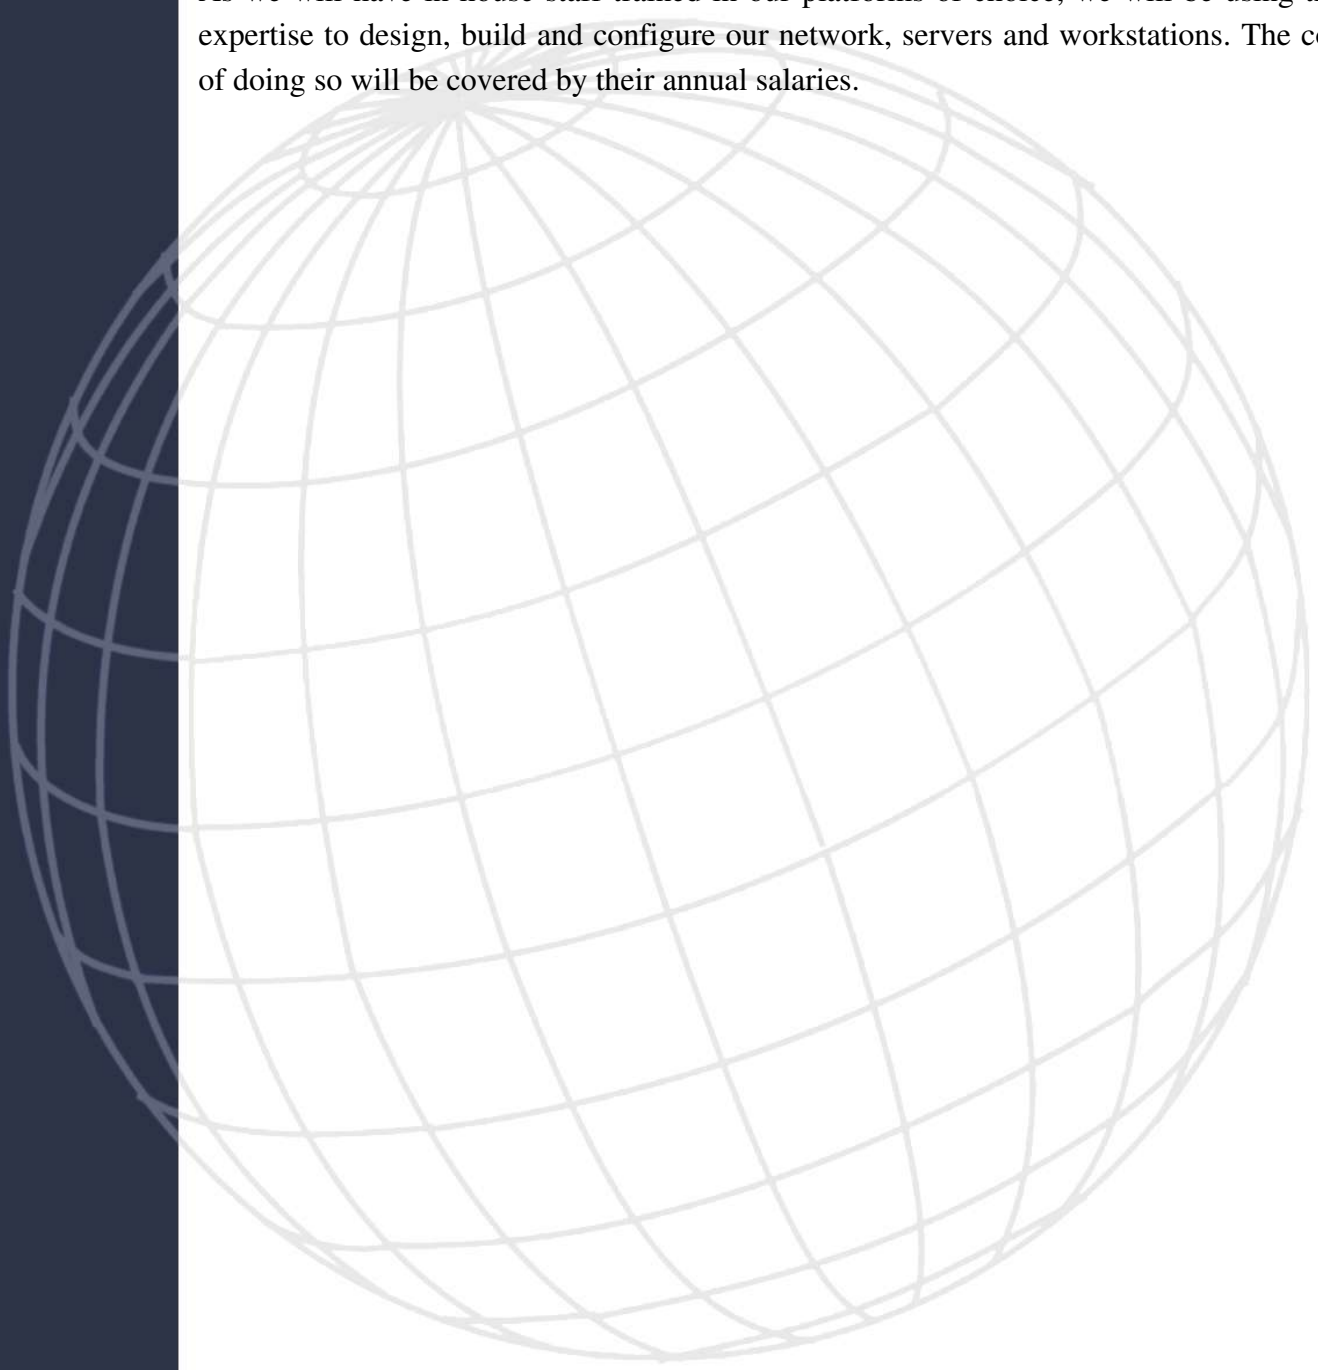 As we will have in-house staff trained in our platforms of choice, we will be using
expertise to design, build and configure our network, servers and workstations. The
of doing so will be covered by their annual salaries.